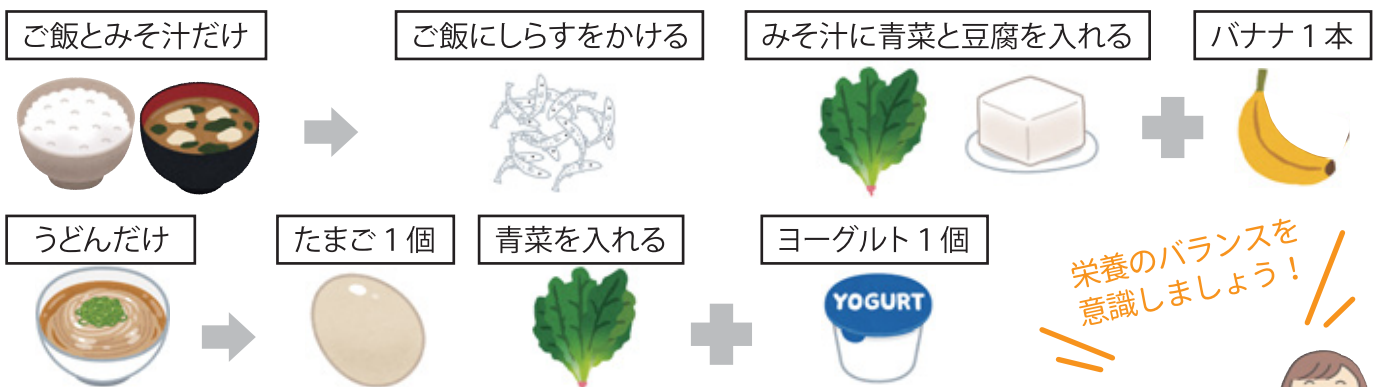 ご飯とみそ汁だけ
ご飯にしらすをかける
みそ汁に青菜と豆腐を入れる
バナナ1本
うどんだけ
たまご1個
青菜を入れる
ヨーグルト1個
YOGURT
栄養のバランスを
意識しましょう！